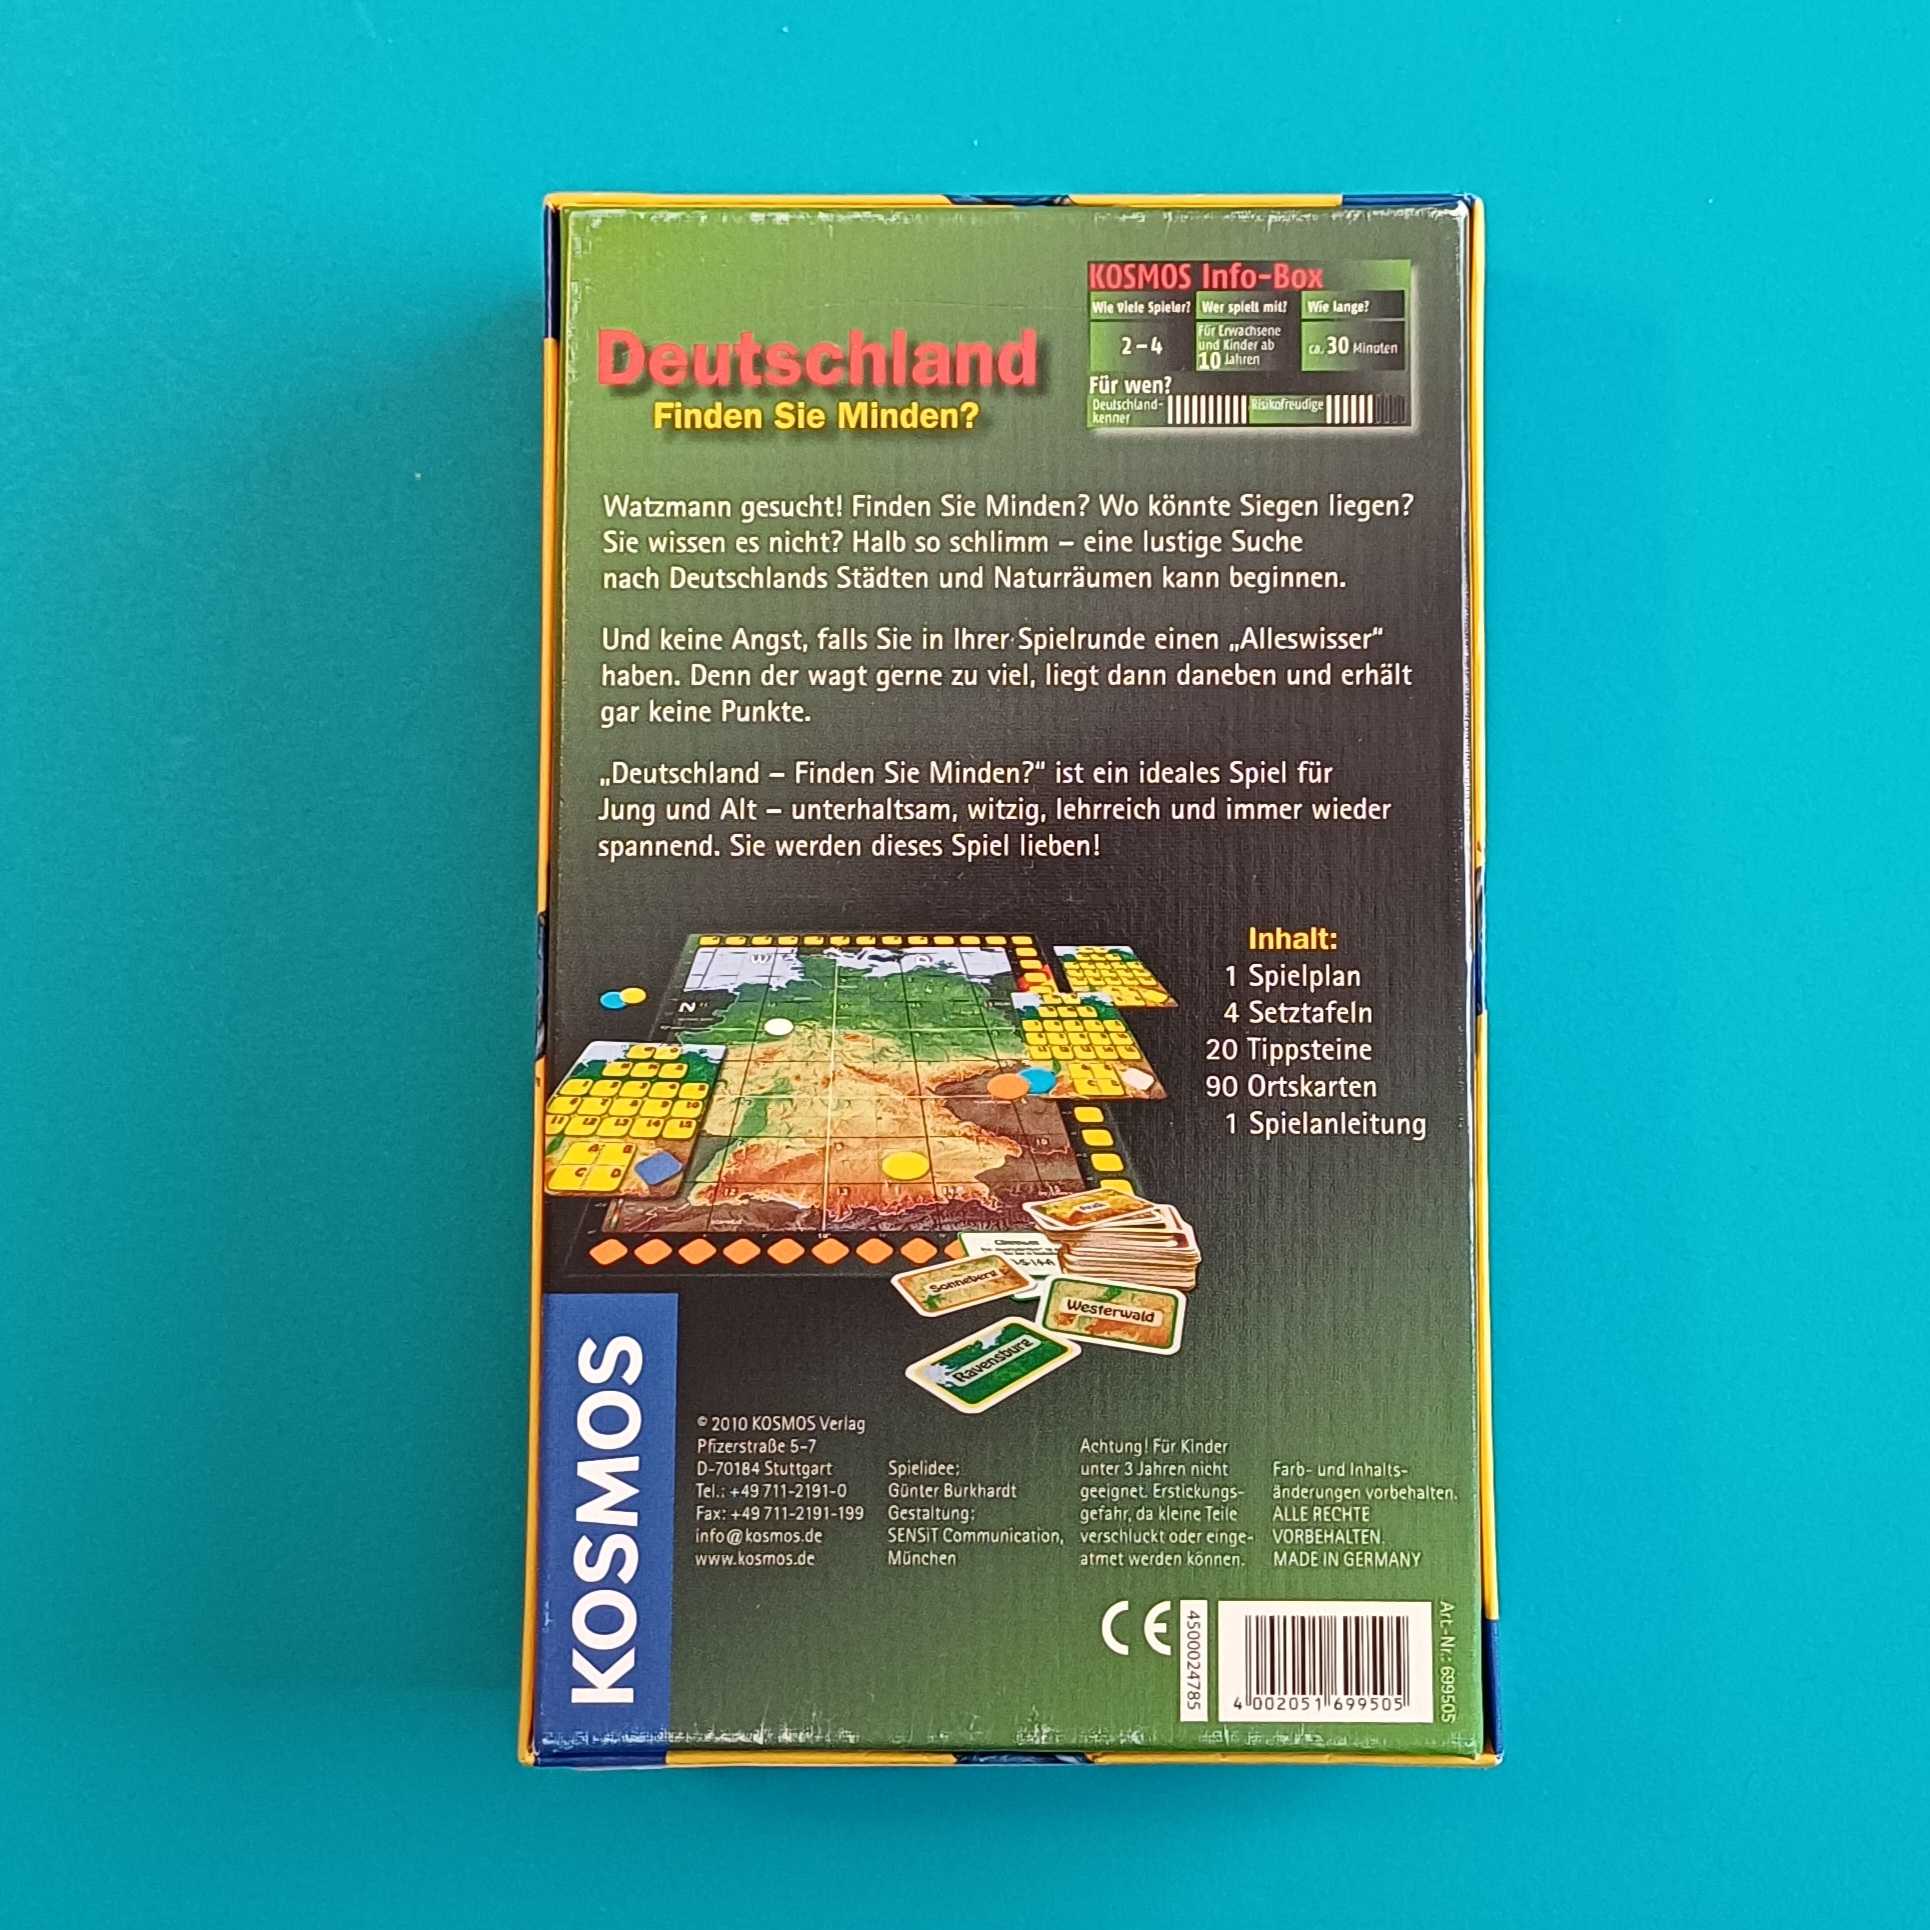 KOSMOS Info-Box
Wie viele Spieler?
2 – 4
Wer spielt mit?
Für Erwachsene
und Kinder ab
10 Jahren
Wie lange?
ca. 30 Minuten
Für wen?
Deutschland-
kenner
Risikofreudige
Deutschland
Finden Sie Minden?
Watzmann gesucht! Finden Sie Minden? Wo könnte Siegen liegen?
Sie wissen es nicht? Halb so schlimm – eine lustige Suche
nach Deutschlands Städten und Naturräumen kann beginnen.
Und keine Angst, falls Sie in Ihrer Spielrunde einen „Alleswisser“
haben. Denn der wagt gerne zu viel, liegt dann daneben und erhält
gar keine Punkte.
„Deutschland – Finden Sie Minden?“ ist ein ideales Spiel für
Jung und Alt – unterhaltsam, witzig, lehrreich und immer wieder
spannend. Sie werden dieses Spiel lieben!
Inhalt:
1 Spielplan
4 Setztafeln
20 Tippsteine
90 Ortskarten
1 Spielanleitung
W
O
N
Sonneberg
Westerwald
Ravensburg
KOSMOS
© 2010 KOSMOS Verlag
Pfizerstraße 5–7
D-70184 Stuttgart
Tel.: +49 711-2191-0
Fax: +49 711-2191-199
info@kosmos.de
www.kosmos.de
Spielidee:
Günter Burkhardt
Gestaltung:
SENSiT Communication,
München
Achtung! Für Kinder
unter 3 Jahren nicht
geeignet. Erstickungs-
gefahr, da kleine Teile
verschluckt oder einge-
atmet werden können.
Farb- und Inhalts-
änderungen vorbehalten.
ALLE RECHTE
VORBEHALTEN.
MADE IN GERMANY
CE
4500024785
4 002051 699505
Art.-Nr.: 699505